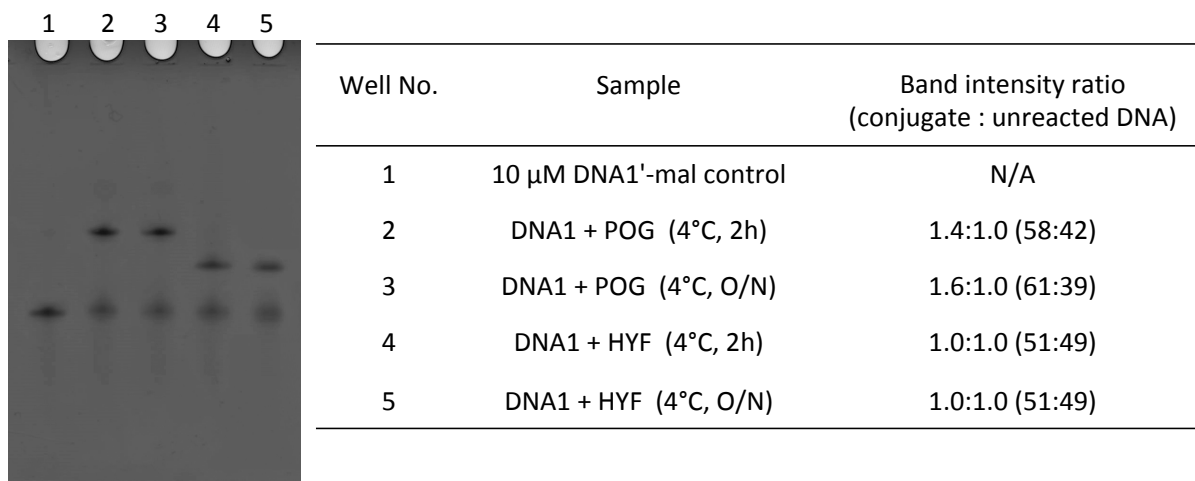 1 2 3 4 5
Well No. Sample Band intensity ratio
(conjugate : unreacted DNA)
1 10 µM DNA1'-mal control N/A
2 DNA1 + POG (4°C, 2h) 1.4:1.0 (58:42)
3 DNA1 + POG (4°C, O/N) 1.6:1.0 (61:39)
4 DNA1 + HYF (4°C, 2h) 1.0:1.0 (51:49)
5 DNA1 + HYF (4°C, O/N) 1.0:1.0 (51:49)